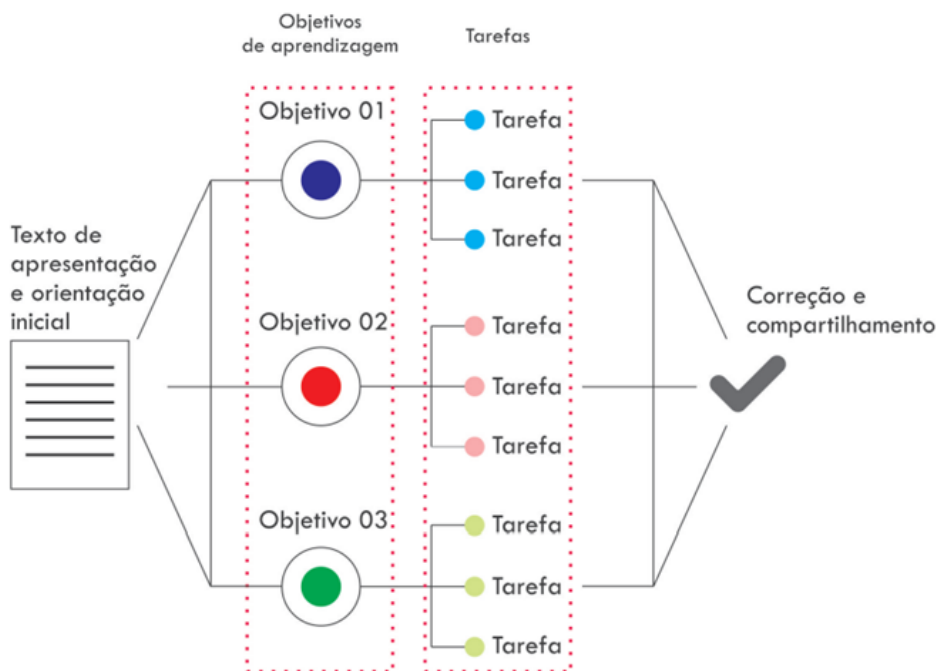 Objetivos
de aprendizagem
Tarefas
Texto de
apresentação
e orientação
inicial
Objetivo 01
Tarefa
Tarefa
Tarefa
Objetivo 02
Tarefa
Tarefa
Tarefa
Objetivo 03
Tarefa
Tarefa
Tarefa
Correção e
compartilhamento